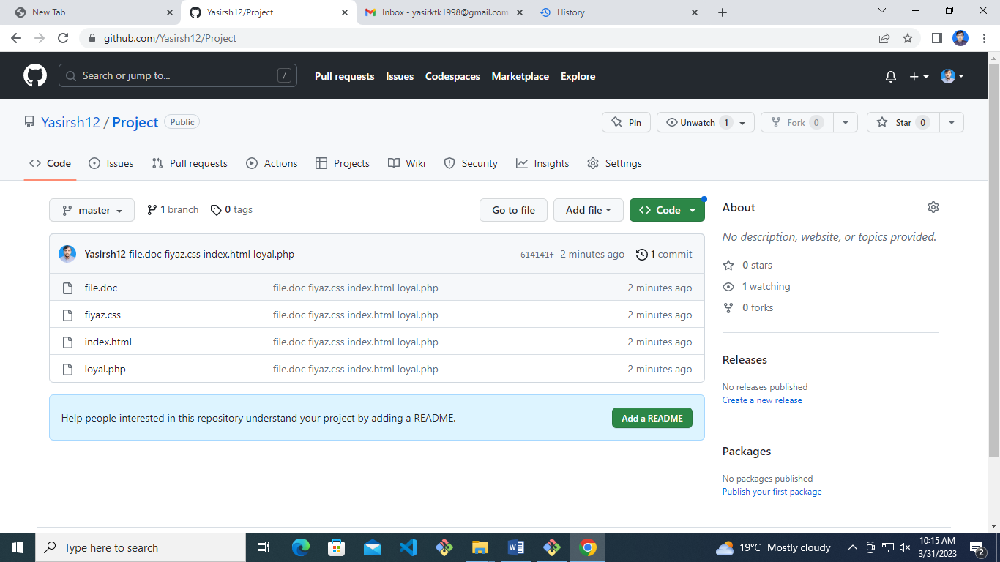 New Tab
Yasirsh12/Project
Inbox - yasirktk1998@gmail.com
History
github.com/Yasirsh12/Project
Search or jump to...
/
Pull requests
Issues
Codespaces
Marketplace
Explore
Yasirsh12 / Project
Public
Pin
Unwatch 1
Fork 0
Star 0
Code
Issues
Pull requests
Actions
Projects
Wiki
Security
Insights
Settings
master
1 branch
0 tags
Go to file
Add file
Code
Yasirsh12 file.doc fiyaz.css index.html loyal.php
614141f 2 minutes ago
1 commit
file.doc
file.doc fiyaz.css index.html loyal.php
2 minutes ago
fiyaz.css
file.doc fiyaz.css index.html loyal.php
2 minutes ago
index.html
file.doc fiyaz.css index.html loyal.php
2 minutes ago
loyal.php
file.doc fiyaz.css index.html loyal.php
2 minutes ago
Help people interested in this repository understand your project by adding a README.
Add a README
About
No description, website, or topics provided.
0 stars
1 watching
0 forks
Releases
No releases published
Create a new release
Packages
No packages published
Publish your first package
Type here to search
19°C Mostly cloudy
10:15 AM
3/31/2023
2